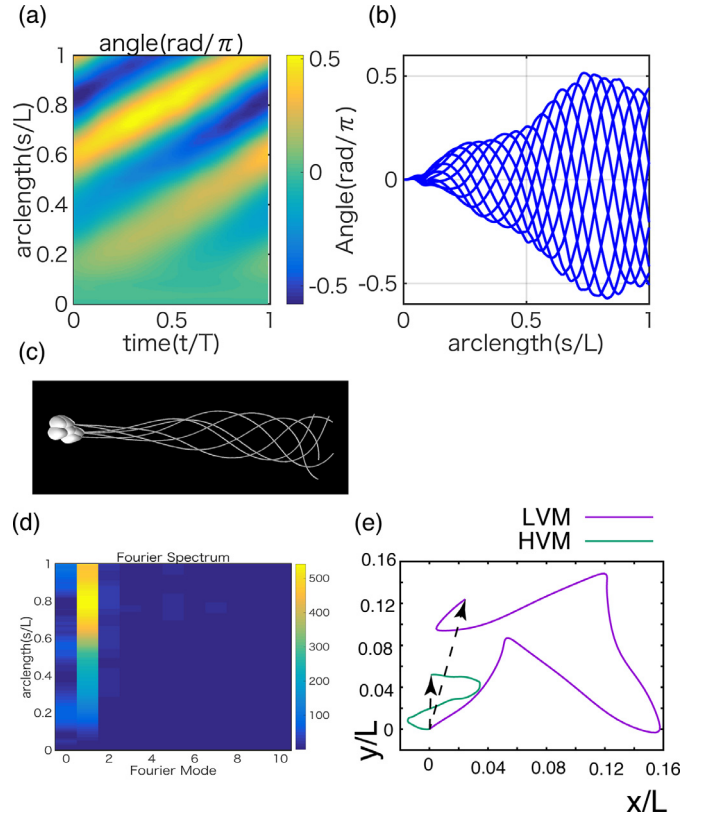 (a)
angle(rad/π)
1
0.8
0.6
0.4
0.2
0
arclength(s/L)
0
0.5
1
time(t/T)
0.5
0
-0.5
Angle(rad/π)
(b)
0.5
0
-0.5
0
0.5
1
arclength(s/L)
(c)
(d)
Fourier Spectrum
1
0.8
0.6
0.4
0.2
0
arclength(s/L)
0 2 4 6 8 10
Fourier Mode
500
400
300
200
100
(e)
LVM
HVM
0.16
0.12
0.08
0.04
0
y/L
0 0.04 0.08 0.12 0.16
x/L